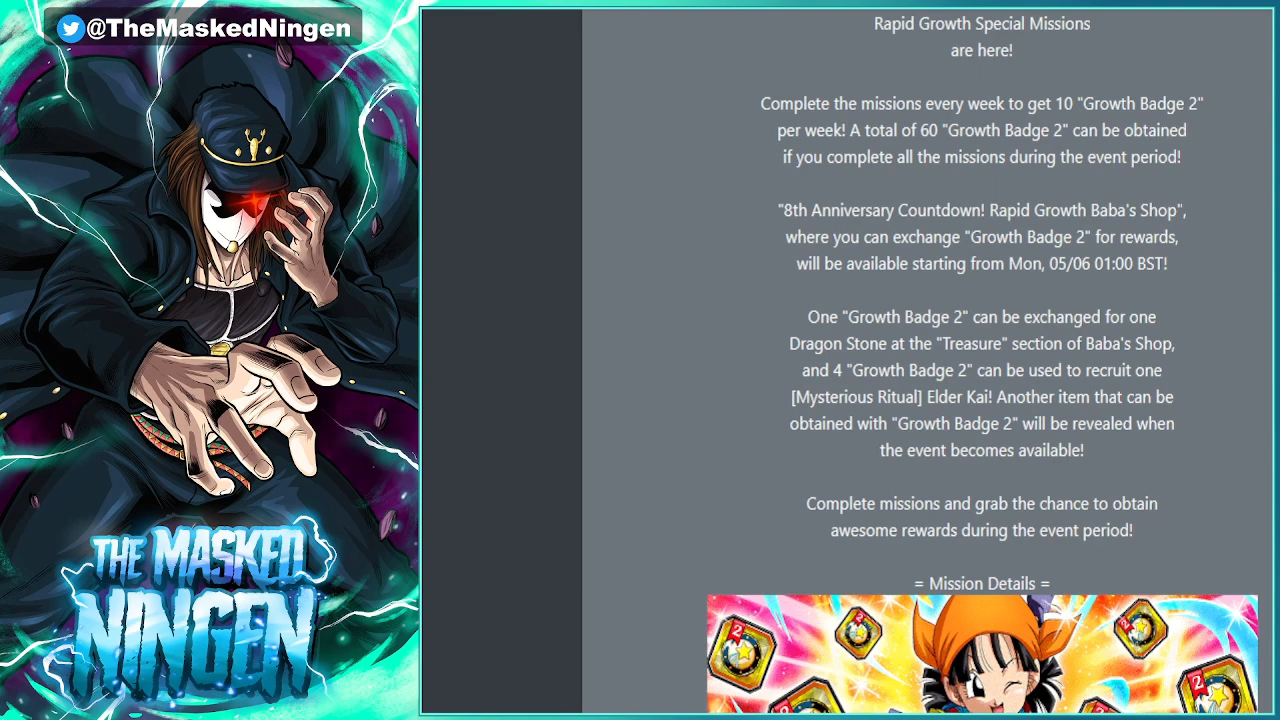 @TheMaskedNingen
THE MASKED
NINGEN
Rapid Growth Special Missions
are here!
Complete the missions every week to get 10 "Growth Badge 2"
per week! A total of 60 "Growth Badge 2" can be obtained
if you complete all the missions during the event period!
"8th Anniversary Countdown! Rapid Growth Baba's Shop",
where you can exchange "Growth Badge 2" for rewards,
will be available starting from Mon, 05/06 01:00 BST!
One "Growth Badge 2" can be exchanged for one
Dragon Stone at the "Treasure" section of Baba's Shop,
and 4 "Growth Badge 2" can be used to recruit one
[Mysterious Ritual] Elder Kai! Another item that can be
obtained with "Growth Badge 2" will be revealed when
the event becomes available!
Complete missions and grab the chance to obtain
awesome rewards during the event period!
= Mission Details =
2
2
2
2